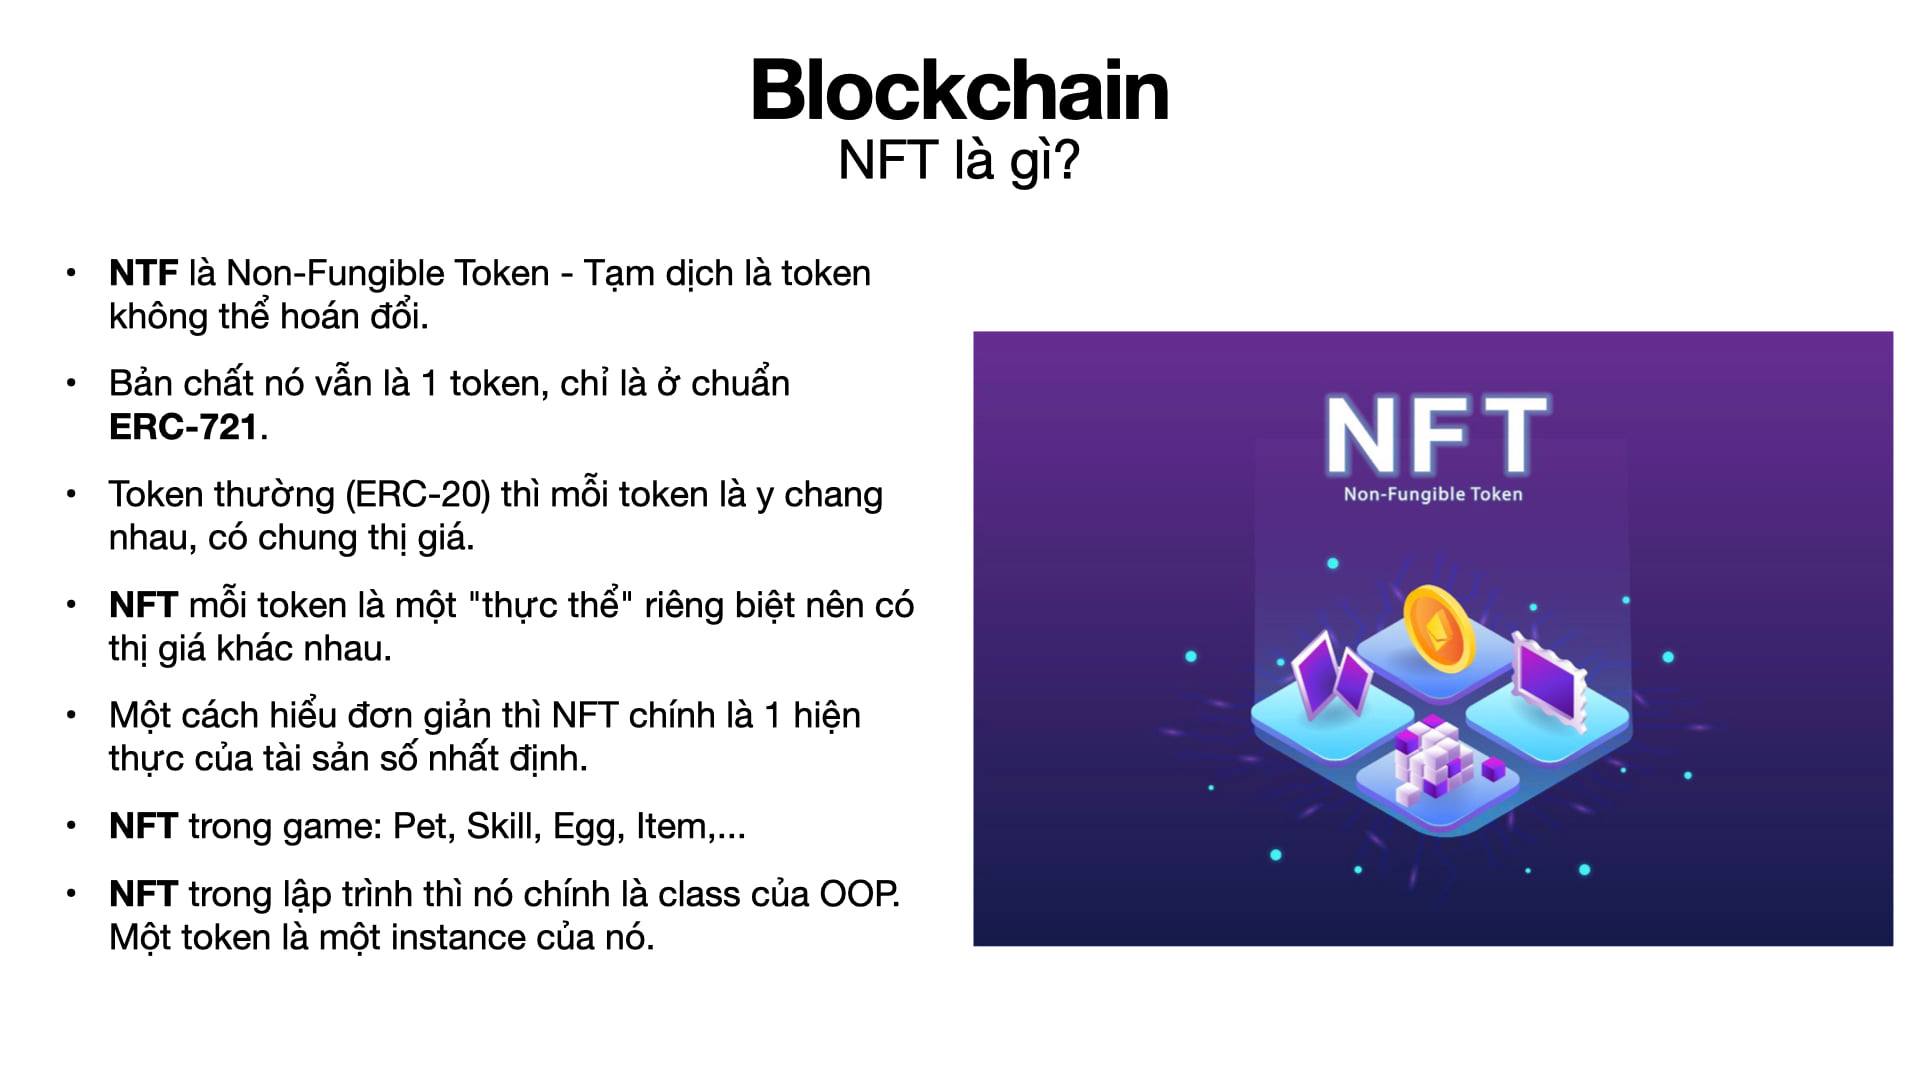 Blockchain
NFT là gì?
• NTF là Non-Fungible Token - Tạm dịch là token
không thể hoán đổi.
• Bản chất nó vẫn là 1 token, chỉ là ở chuẩn
ERC-721.
• Token thường (ERC-20) thì mỗi token là y chang
nhau, có chung thị giá.
• NFT mỗi token là một "thực thể" riêng biệt nên có
thị giá khác nhau.
• Một cách hiểu đơn giản thì NFT chính là 1 hiện
thực của tài sản số nhất định.
• NFT trong game: Pet, Skill, Egg, Item,...
• NFT trong lập trình thì nó chính là class của OOP.
Một token là một instance của nó.
NFT
Non-Fungible Token